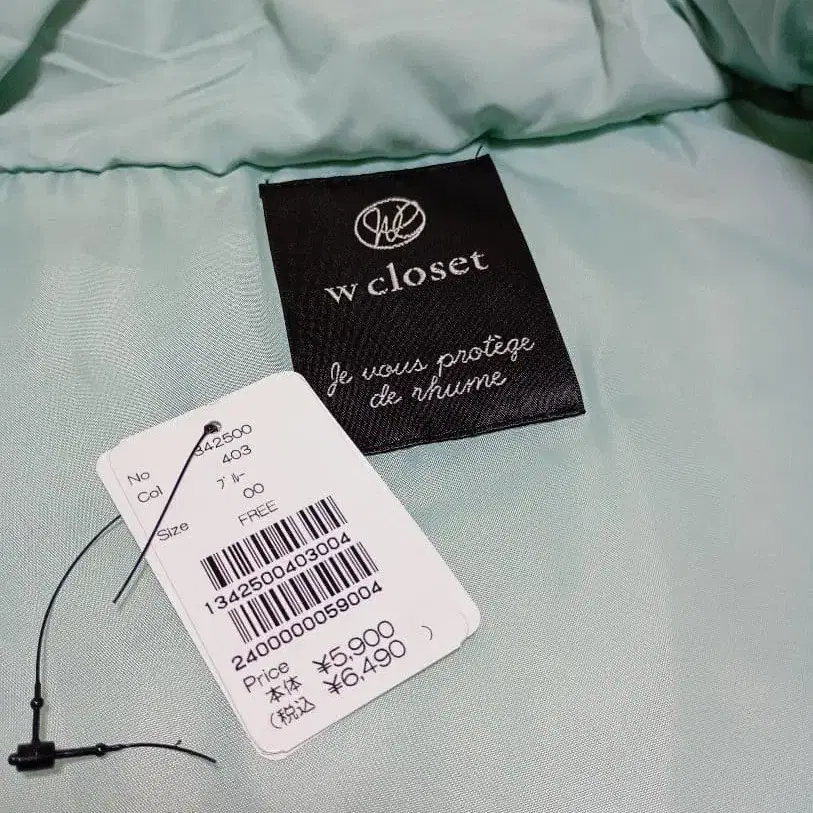 w closet
Je vous protège
de rhume
No 342500
Col 403
ブルー
00
Size FREE
1342500403004
2400000059004
Price
本体 ¥5,900
(税込 ¥6,490 )